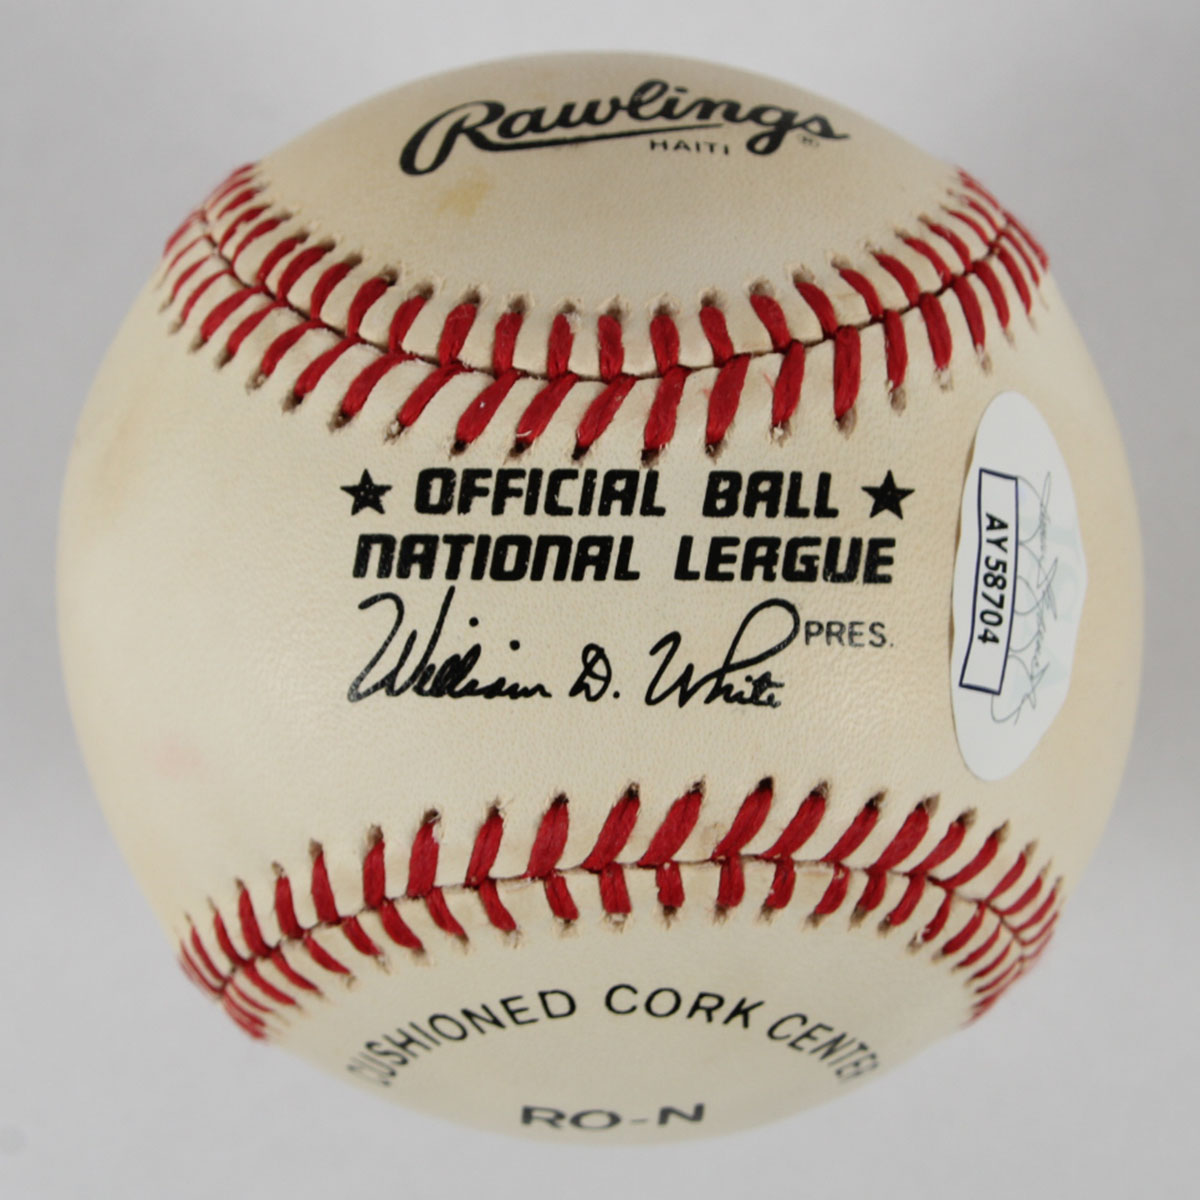 Rawlings®
HAITI
★ OFFICIAL BALL ★
NATIONAL LEAGUE
William D. White PRES.
AY58704
CUSHIONED CORK CENTER
RO-N